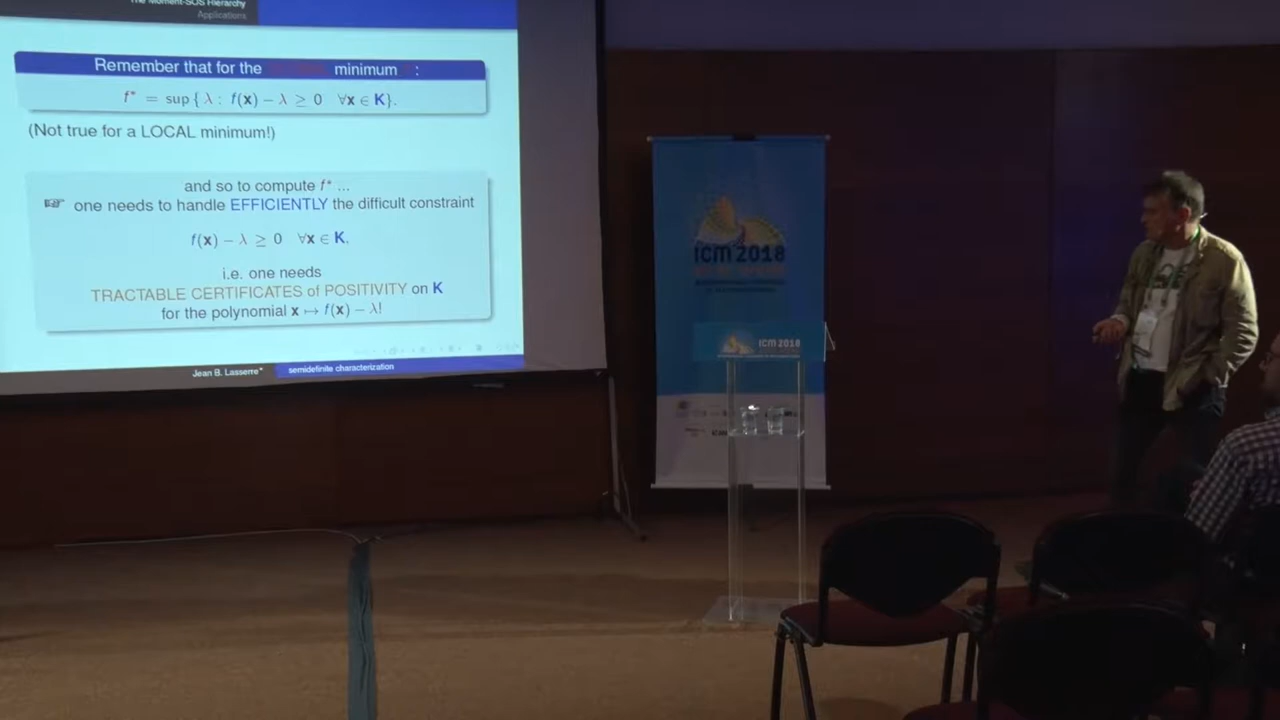 The Moment-SOS Hierarchy
Applications
Remember that for the minimum :
f* = sup { λ : f(x) − λ ≥ 0 ∀x ∈ K}.
(Not true for a LOCAL minimum!)
and so to compute f* ...
☞ one needs to handle EFFICIENTLY the difficult constraint
f(x) − λ ≥ 0 ∀x ∈ K,
i.e. one needs
TRACTABLE CERTIFICATES of POSITIVITY on K
for the polynomial x ↦ f(x) − λ!
Jean B. Lasserre* semidefinite characterization
ICM 2018
ICM 2018